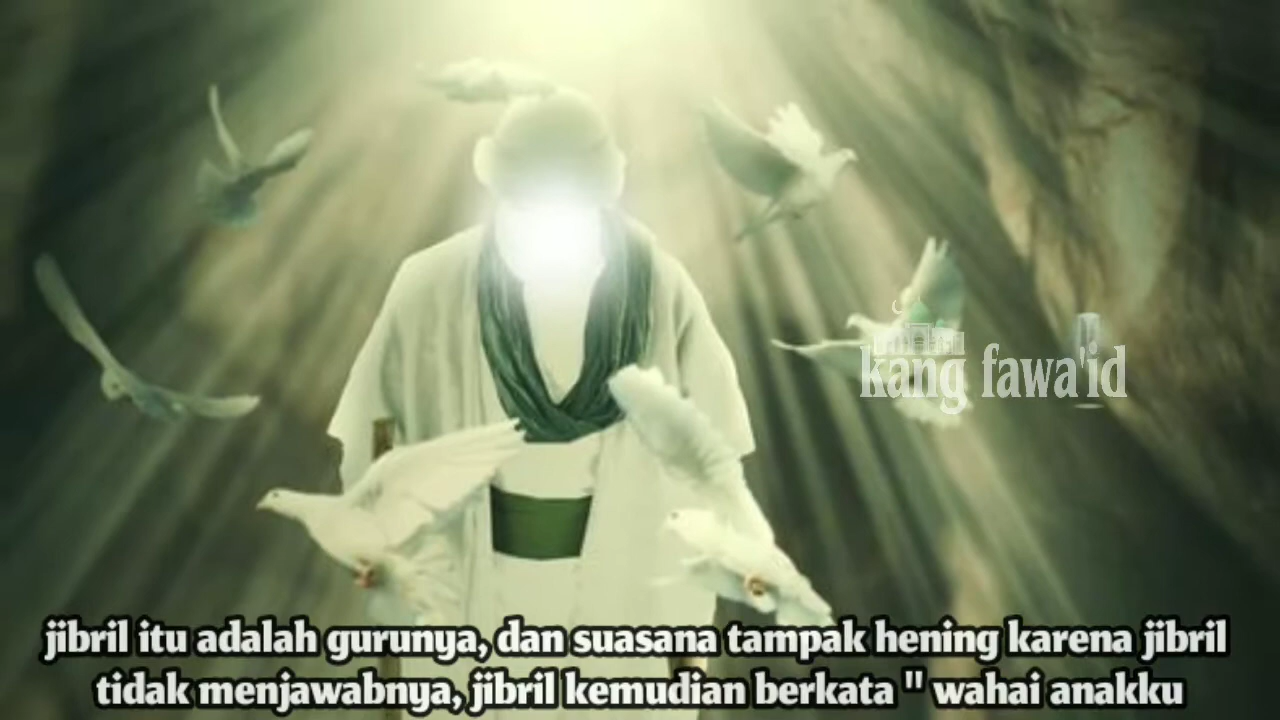 kang fawa'id
jibril itu adalah gurunya, dan suasana tampak hening karena jibril
tidak menjawabnya, jibril kemudian berkata " wahai anakku